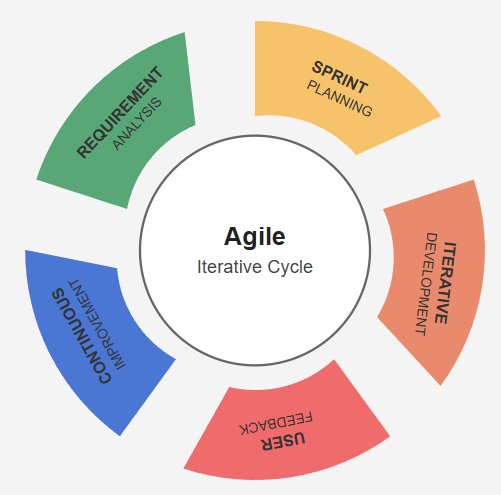 SPRINT
PLANNING
ITERATIVE
DEVELOPMENT
USER
FEEDBACK
CONTINUOUS
IMPROVEMENT
REQUIREMENT
ANALYSIS
Agile
Iterative Cycle